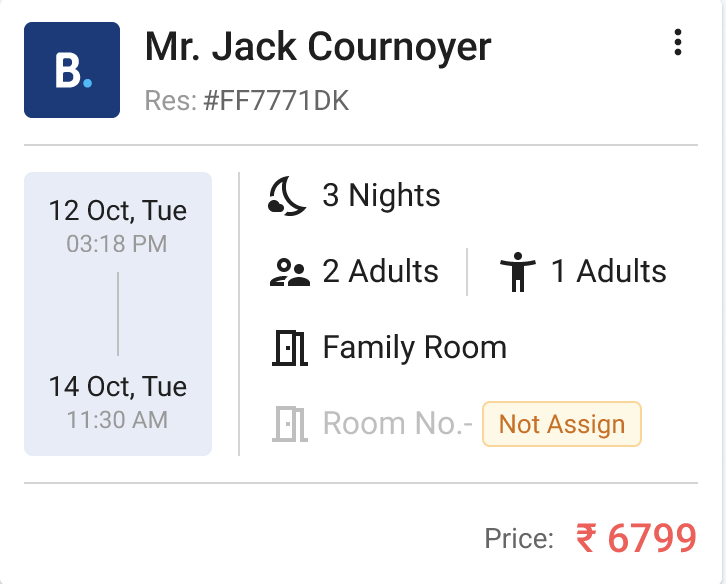 B.
Mr. Jack Cournoyer
Res: #FF7771DK
12 Oct, Tue
03:18 PM
14 Oct, Tue
11:30 AM
3 Nights
2 Adults
1 Adults
Family Room
Room No.- Not Assign
Price: ₹ 6799